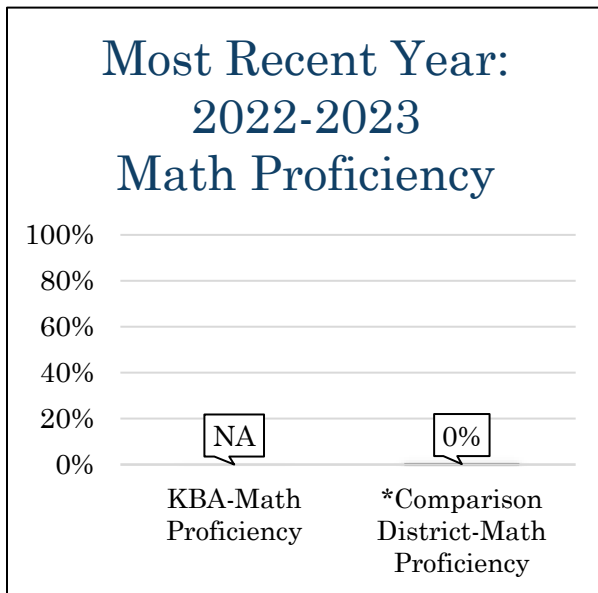 Most Recent Year:
2022-2023
Math Proficiency
100%
80%
60%
40%
20%
0%
NA
0%
KBA-Math
Proficiency
*Comparison
District-Math
Proficiency